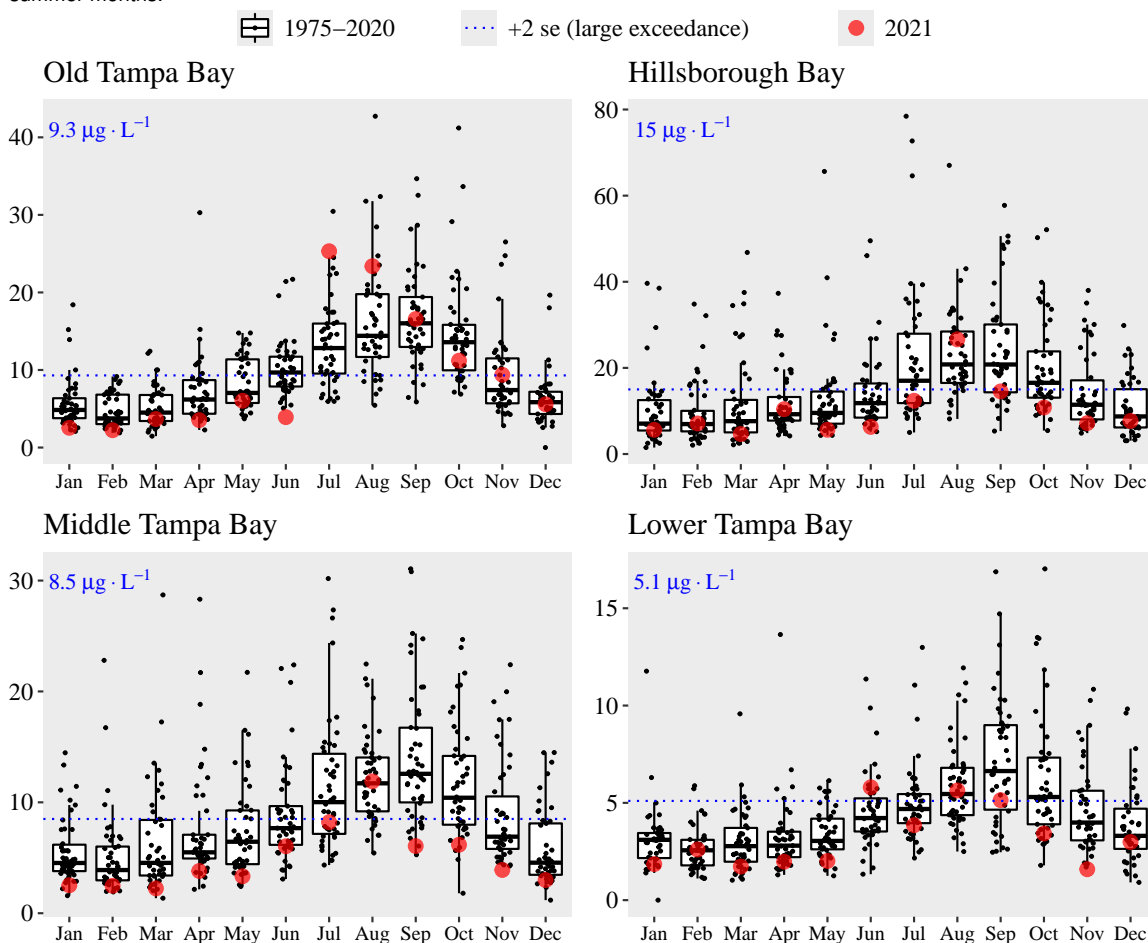 summer months.
1975−2020 +2 se (large exceedance) 2021
Old Tampa Bay
9.3 μg · L⁻¹
40
30
20
10
0
Jan Feb Mar Apr May Jun Jul Aug Sep Oct Nov Dec
Hillsborough Bay
15 μg · L⁻¹
80
60
40
20
0
Jan Feb Mar Apr May Jun Jul Aug Sep Oct Nov Dec
Middle Tampa Bay
8.5 μg · L⁻¹
30
20
10
0
Jan Feb Mar Apr May Jun Jul Aug Sep Oct Nov Dec
Lower Tampa Bay
5.1 μg · L⁻¹
15
10
5
0
Jan Feb Mar Apr May Jun Jul Aug Sep Oct Nov Dec